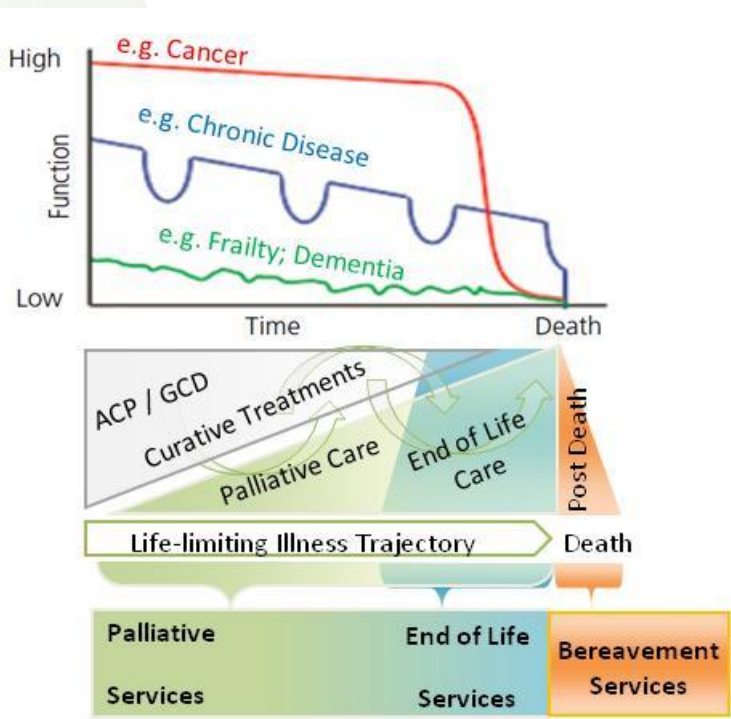 e.g. Cancer
High
e.g. Chronic Disease
Function
e.g. Frailty; Dementia
Low
Time
Death
ACP / GCD
Curative Treatments
Palliative Care
End of Life
Care
Post Death
Life-limiting Illness Trajectory
Death
Palliative
Services
End of Life
Services
Bereavement
Services